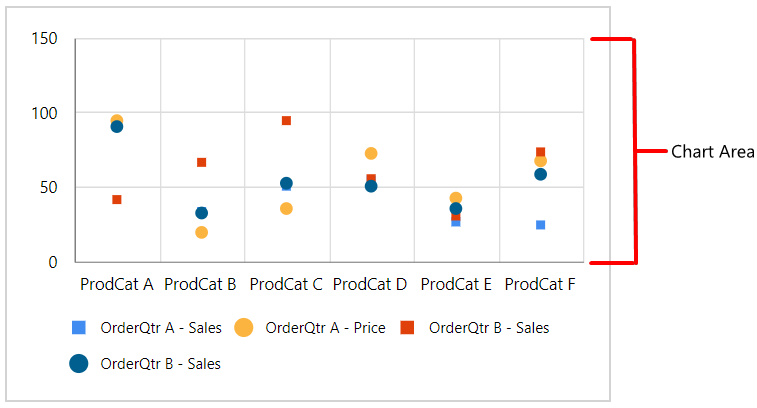 150
100
Chart Area
50
0
ProdCat A ProdCat B ProdCat C ProdCat D ProdCat E ProdCat F
OrderQtr A - Sales OrderQtr A - Price OrderQtr B - Sales
OrderQtr B - Sales